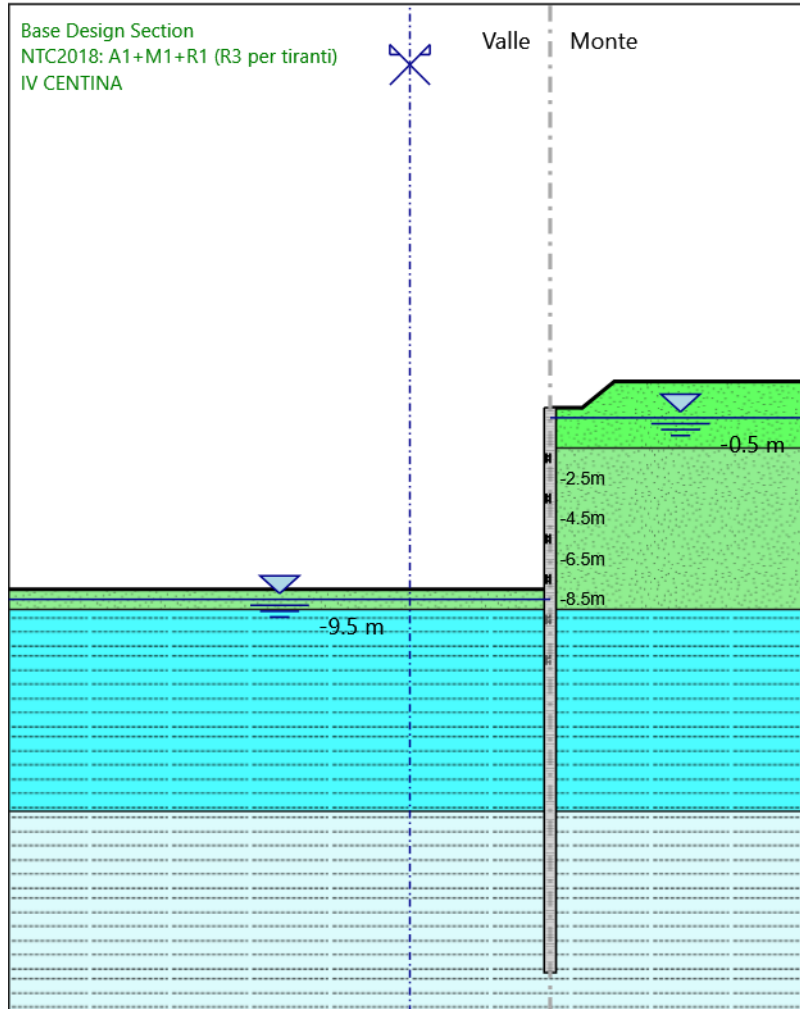 Base Design Section
NTC2018: A1+M1+R1 (R3 per tiranti)
IV CENTINA
Valle Monte
-0.5 m
-2.5m
-4.5m
-6.5m
-8.5m
-9.5 m